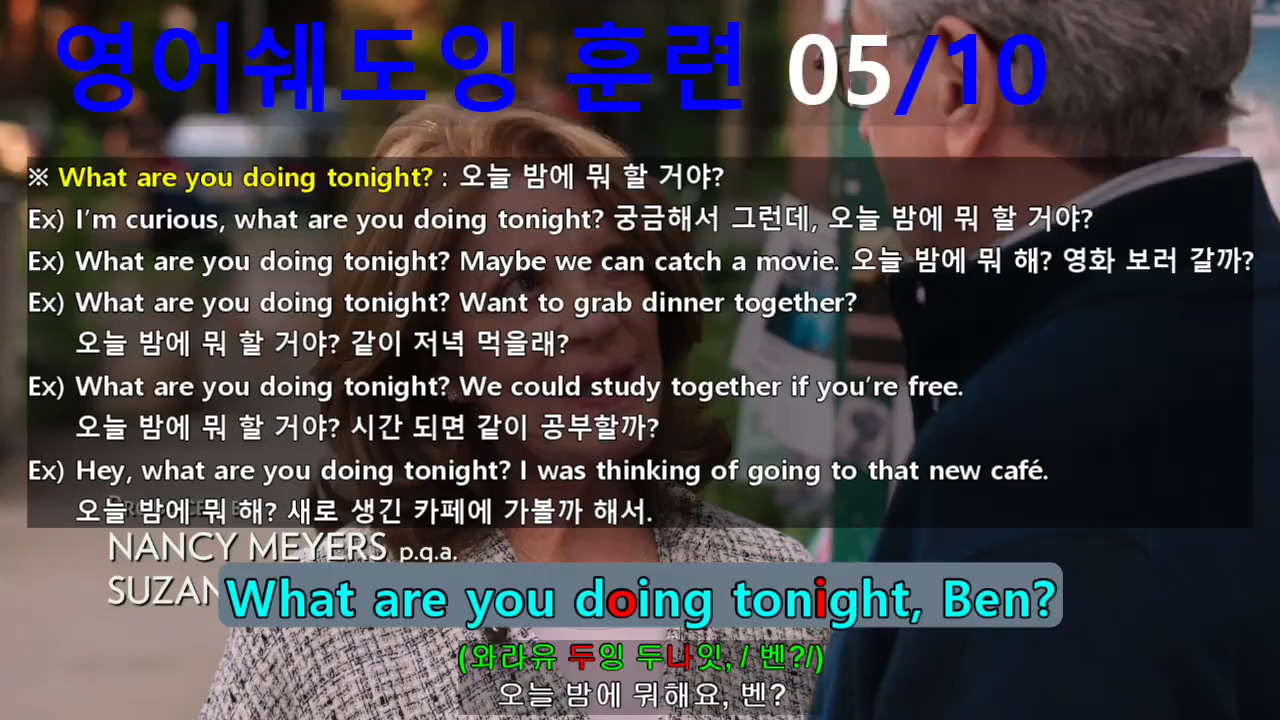 영어쉐도잉 훈련 05/10
※ What are you doing tonight? : 오늘 밤에 뭐 할 거야?
Ex) I'm curious, what are you doing tonight? 궁금해서 그런데, 오늘 밤에 뭐 할 거야?
Ex) What are you doing tonight? Maybe we can catch a movie. 오늘 밤에 뭐 해? 영화 보러 갈까?
Ex) What are you doing tonight? Want to grab dinner together?
오늘 밤에 뭐 할 거야? 같이 저녁 먹을래?
Ex) What are you doing tonight? We could study together if you're free.
오늘 밤에 뭐 할 거야? 시간 되면 같이 공부할까?
Ex) Hey, what are you doing tonight? I was thinking of going to that new café.
오늘 밤에 뭐 해? 새로 생긴 카페에 가볼까 해서.
NANCY MEYERS p.g.a.
What are you doing tonight, Ben?
(와라유 두잉 두나잇, / 벤?/)
오늘 밤에 뭐해요, 벤?